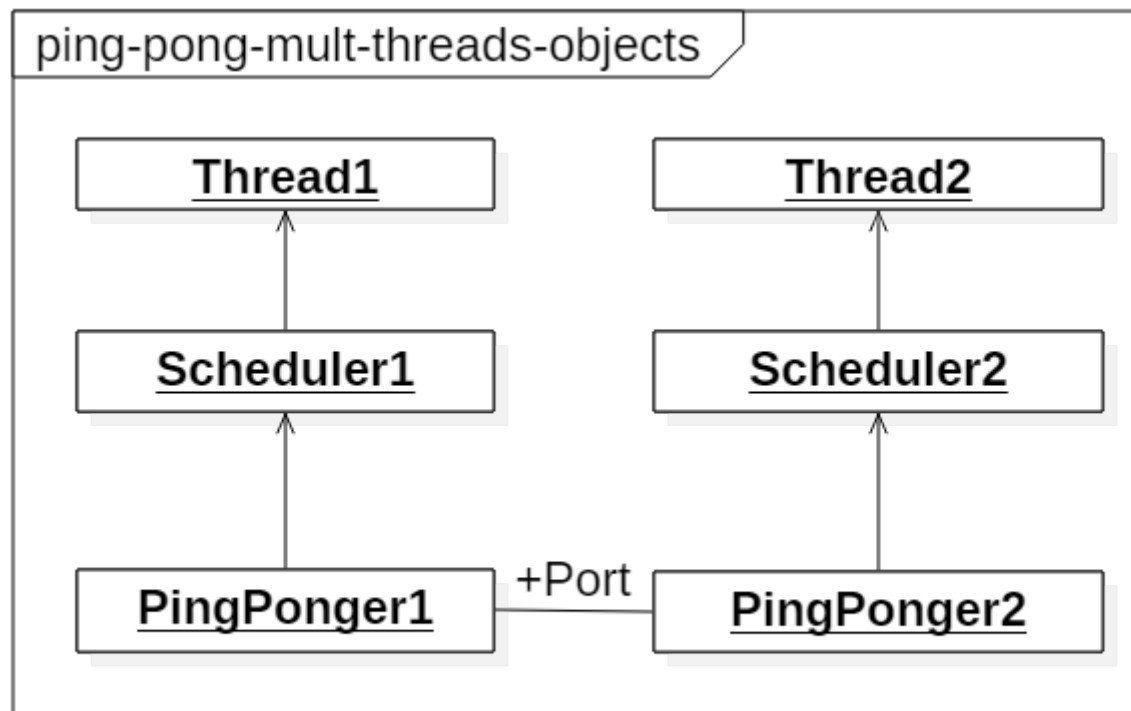 ping-pong-mult-threads-objects
Thread1
Thread2
Scheduler1
Scheduler2
+Port
PingPonger1
PingPonger2